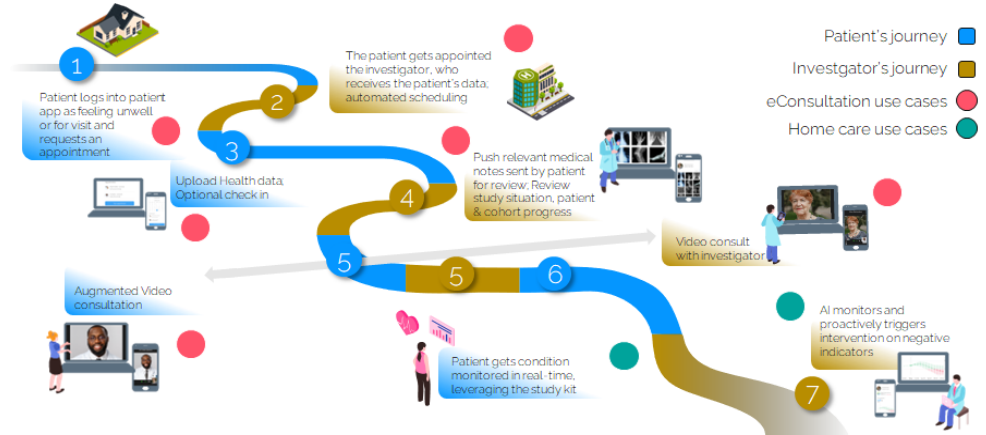 Patient's journey
Investgator's journey
eConsultation use cases
Home care use cases
1
Patient logs into patient
app as feeling unwell
or for visit and
requests an
appointment
2
The patient gets appointed
the investigator, who
receives the patient's data;
automated scheduling
H
3
Upload Health data;
Optional check in
4
Push relevant medical
notes sent by patient
for review; Review
study situation, patient
& cohort progress
5
Augmented Video
consultation
5
Video consult
with investigator
6
Patient gets condition
monitored in real-time,
leveraging the study kit
7
AI monitors and
proactively triggers
intervention on negative
indicators